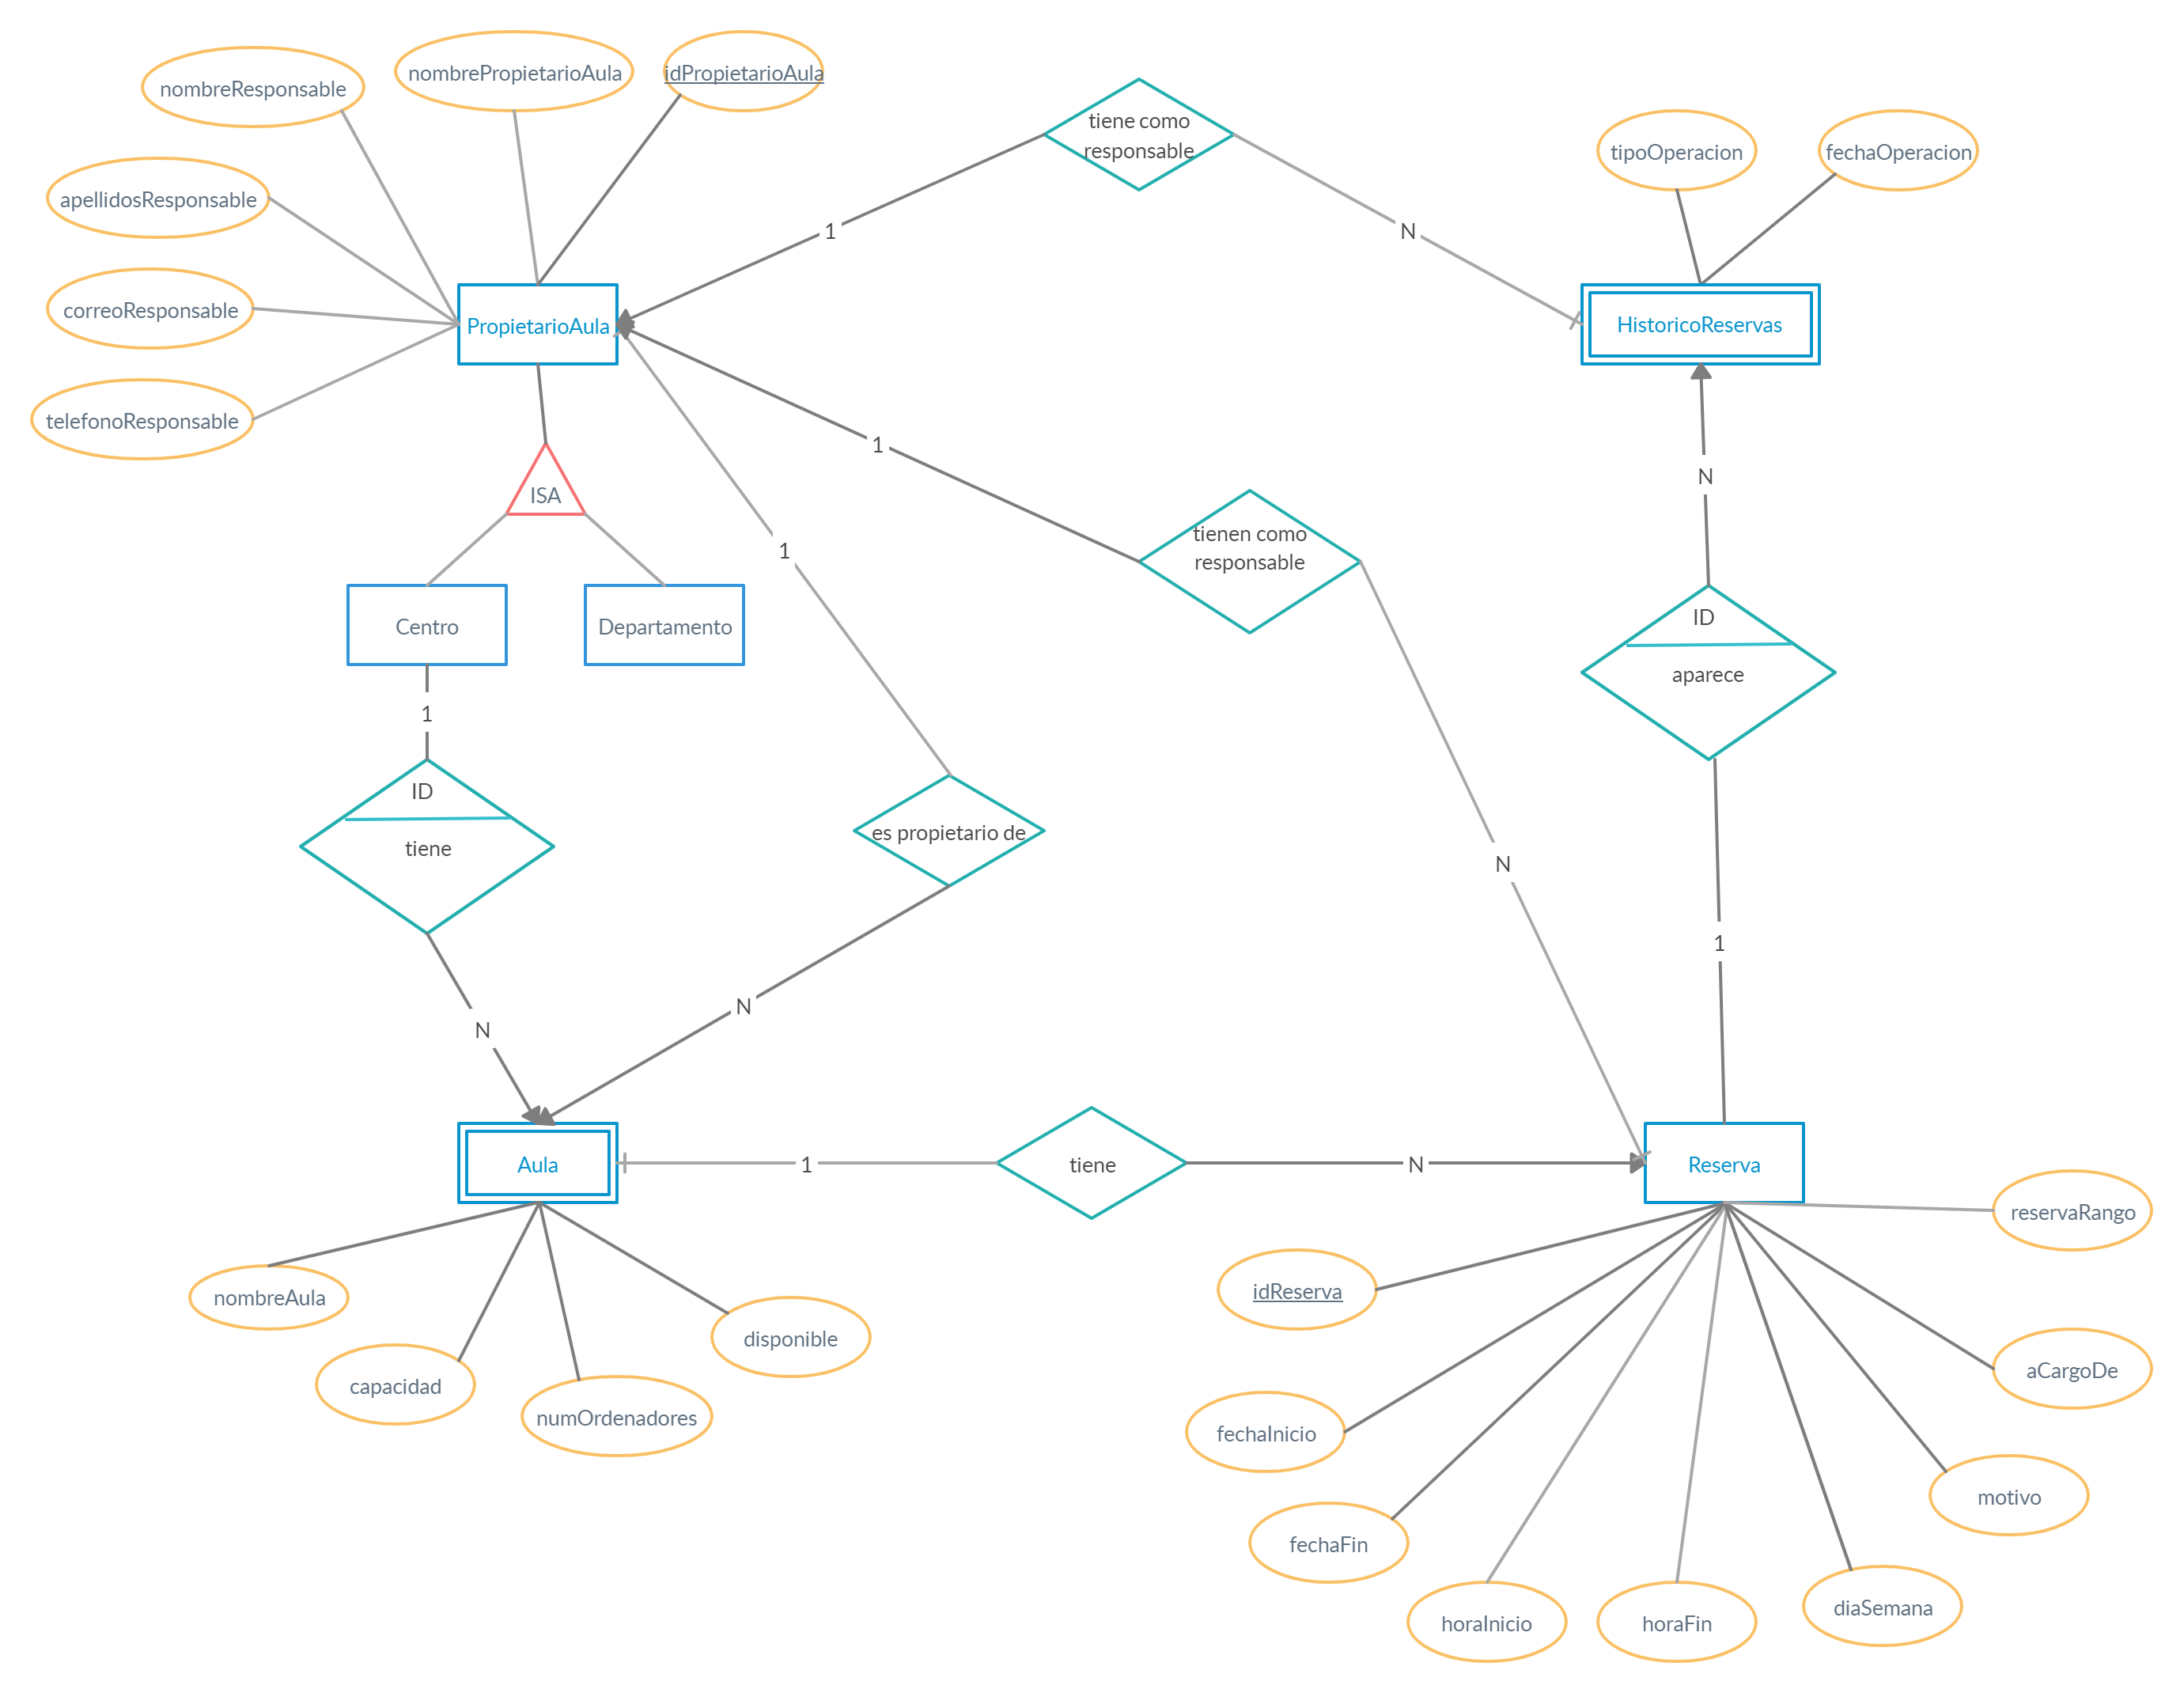 nombrePropietarioAula
idPropietarioAula
nombreResponsable
tiene como
responsable
tipoOperacion
fechaOperacion
apellidosResponsable
1
N
correoResponsable
PropietarioAula
HistoricoReservas
telefonoResponsable
1
ISA
N
tienen como
responsable
1
Centro
Departamento
ID
aparece
1
ID
tiene
es propietario de
N
1
N
N
Aula
1
tiene
N
Reserva
reservaRango
nombreAula
idReserva
disponible
aCargoDe
capacidad
numOrdenadores
fechaInicio
motivo
fechaFin
diaSemana
horaInicio
horaFin